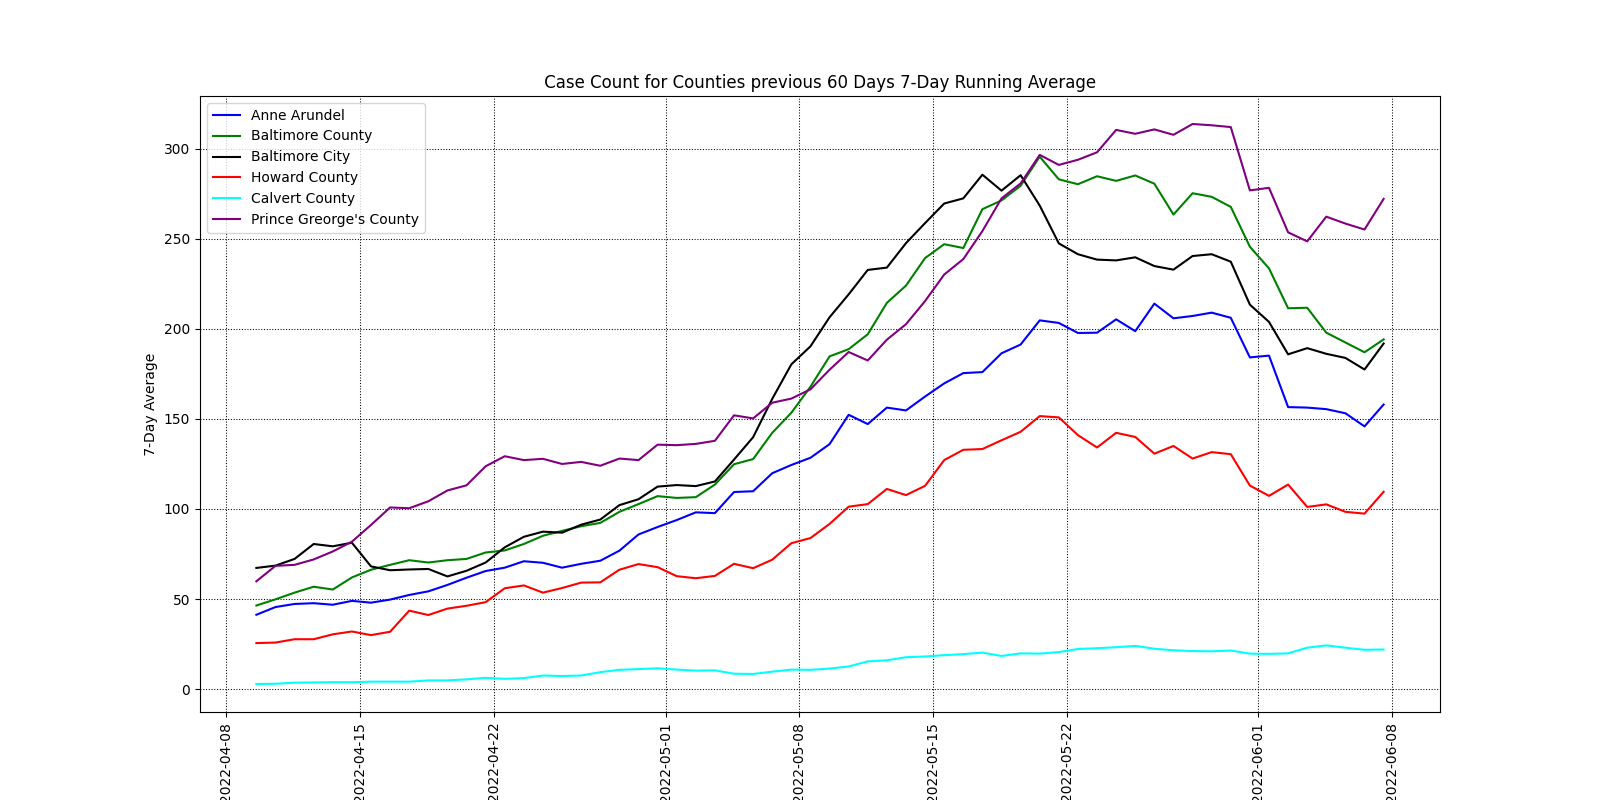 Case Count for Counties previous 60 Days 7-Day Running Average
Anne Arundel
Baltimore County
Baltimore City
Howard County
Calvert County
Prince Greorge's County
7-Day Average
300
250
200
150
100
50
0
2022-04-08
2022-04-15
2022-04-22
2022-05-01
2022-05-08
2022-05-15
2022-05-22
2022-06-01
2022-06-08